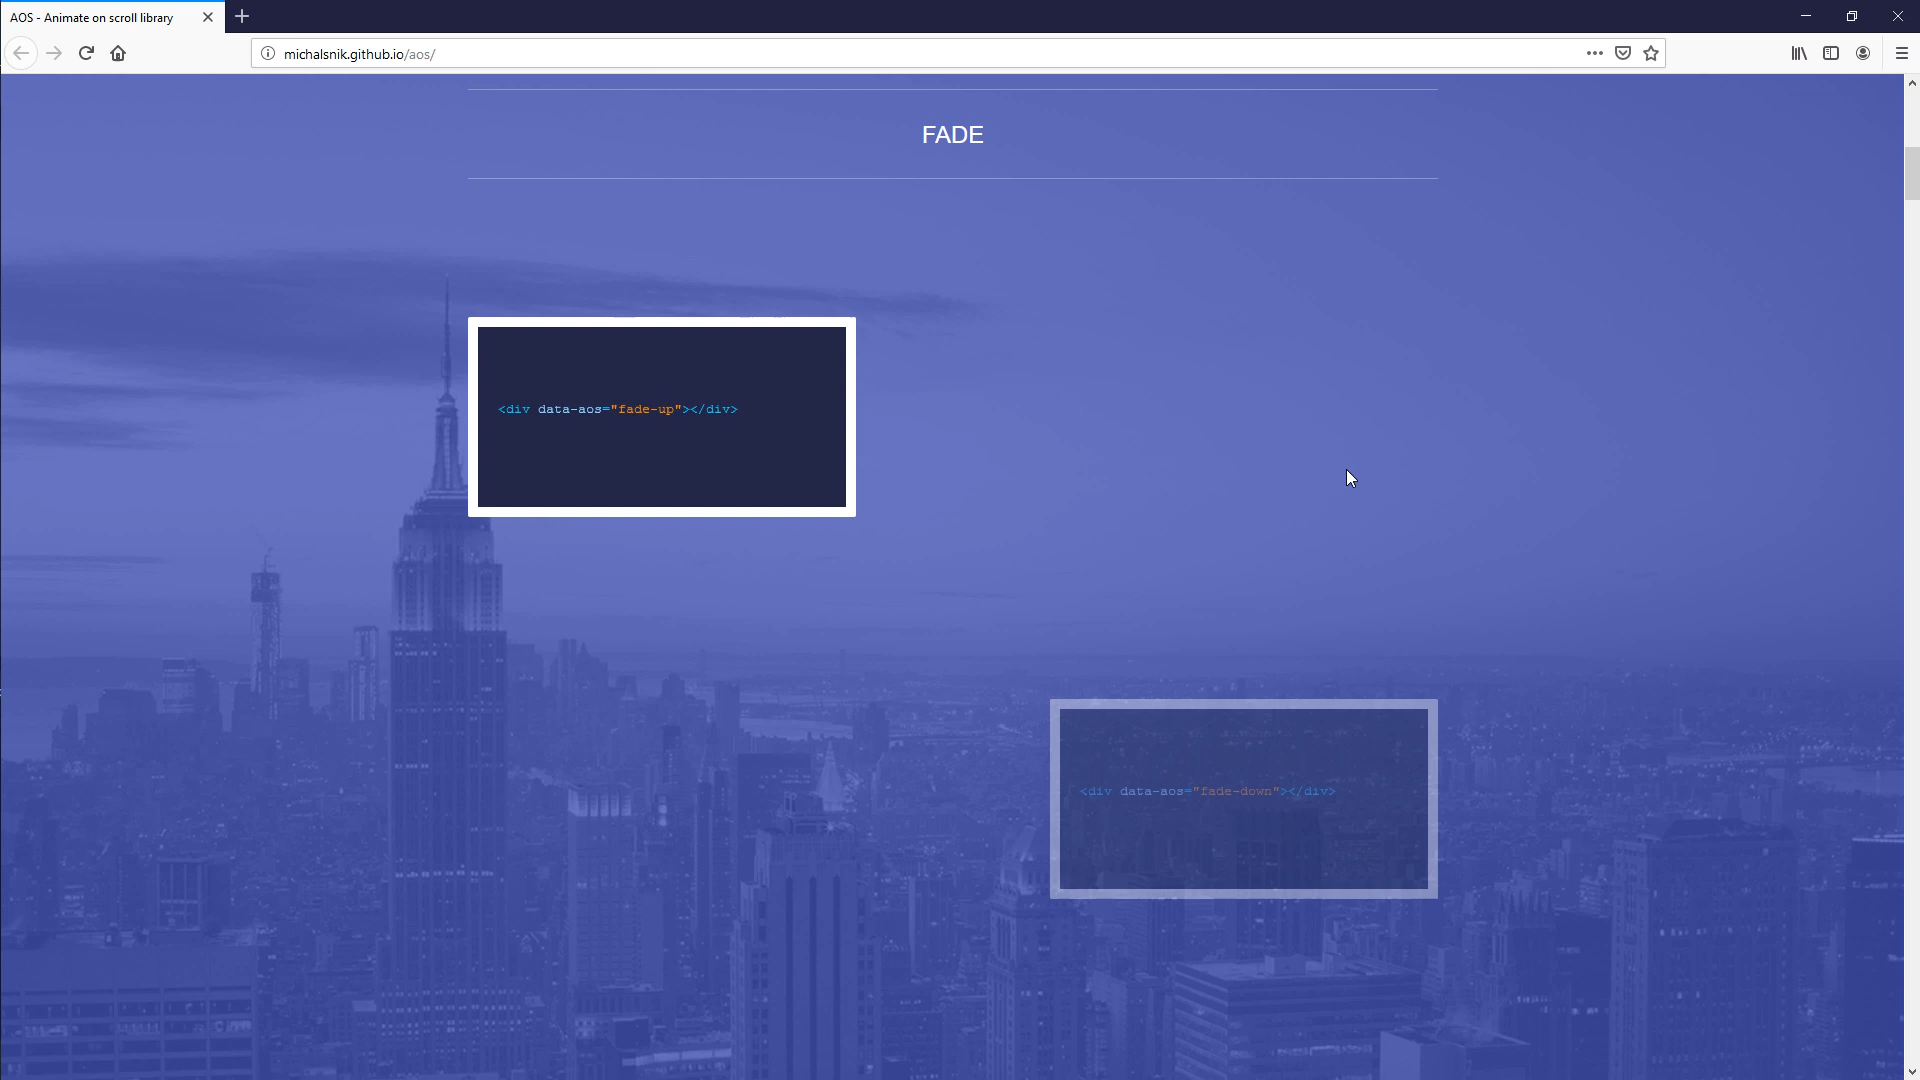 AOS - Animate on scroll library
michalsnik.github.io/aos/
FADE
<div data-aos="fade-up"></div>
<div data-aos="fade-down"></div>